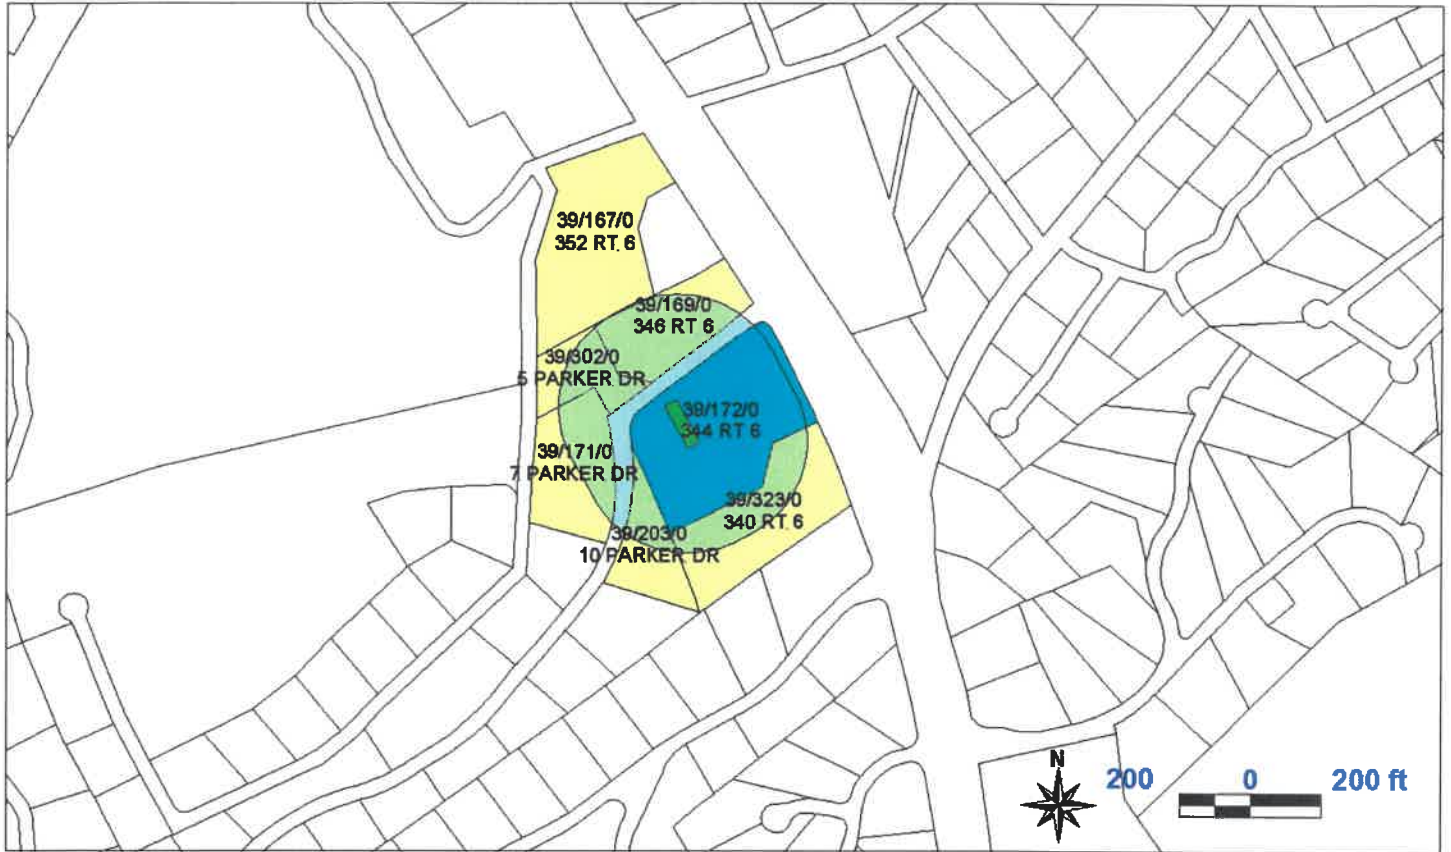 39/167/0
352 RT. 6
39/169/0
346 RT 6
39/302/0
5 PARKER DR
39/172/0
344 RT 6
39/171/0
7 PARKER DR
39/323/0
340 RT. 6
39/203/0
10 PARKER DR
N
200 0 200 ft